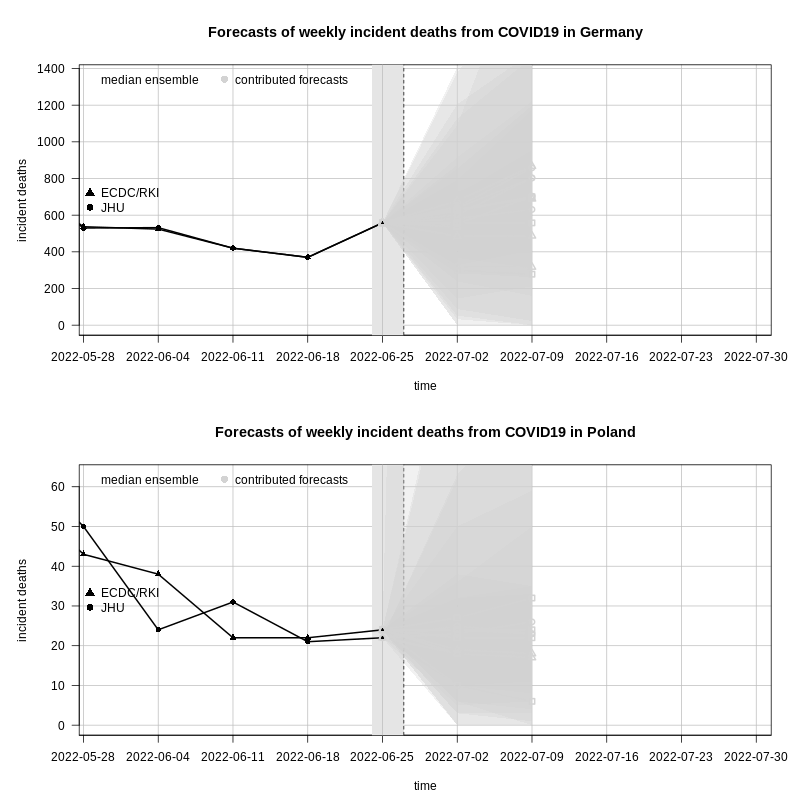 Forecasts of weekly incident deaths from COVID19 in Germany
median ensemble contributed forecasts
1400
1200
1000
800
600
400
200
0
incident deaths
ECDC/RKI
JHU
2022-05-28 2022-06-04 2022-06-11 2022-06-18 2022-06-25 2022-07-02 2022-07-09 2022-07-16 2022-07-23 2022-07-30
time
Forecasts of weekly incident deaths from COVID19 in Poland
median ensemble contributed forecasts
60
50
40
30
20
10
0
incident deaths
ECDC/RKI
JHU
2022-05-28 2022-06-04 2022-06-11 2022-06-18 2022-06-25 2022-07-02 2022-07-09 2022-07-16 2022-07-23 2022-07-30
time